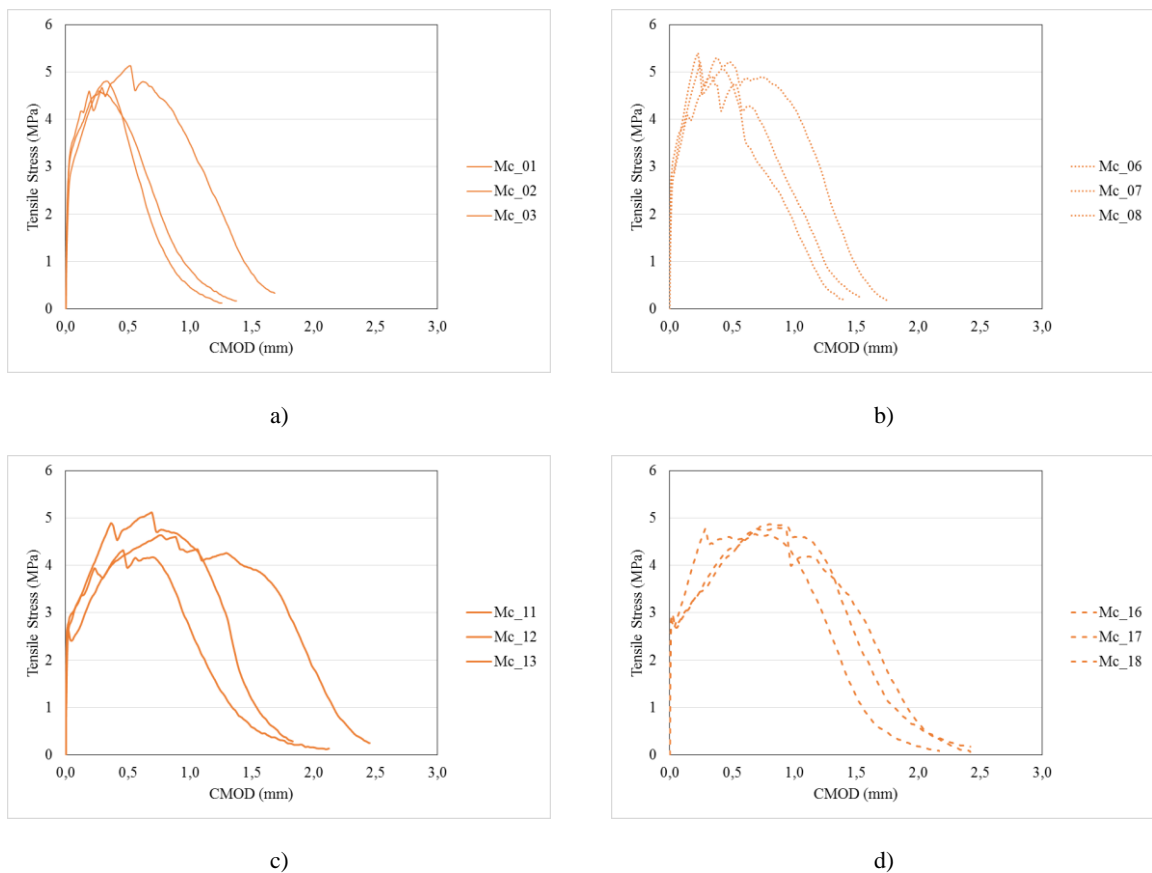 6
5
4
3
2
1
0
Tensile Stress (MPa)
0,0 0,5 1,0 1,5 2,0 2,5 3,0
CMOD (mm)
Mc_01
Mc_02
Mc_03
a)
6
5
4
3
2
1
0
Tensile Stress (MPa)
0,0 0,5 1,0 1,5 2,0 2,5 3,0
CMOD (mm)
Mc_06
Mc_07
Mc_08
b)
6
5
4
3
2
1
0
Tensile Stress (MPa)
0,0 0,5 1,0 1,5 2,0 2,5 3,0
CMOD (mm)
Mc_11
Mc_12
Mc_13
c)
6
5
4
3
2
1
0
Tensile Stress (MPa)
0,0 0,5 1,0 1,5 2,0 2,5 3,0
CMOD (mm)
Mc_16
Mc_17
Mc_18
d)